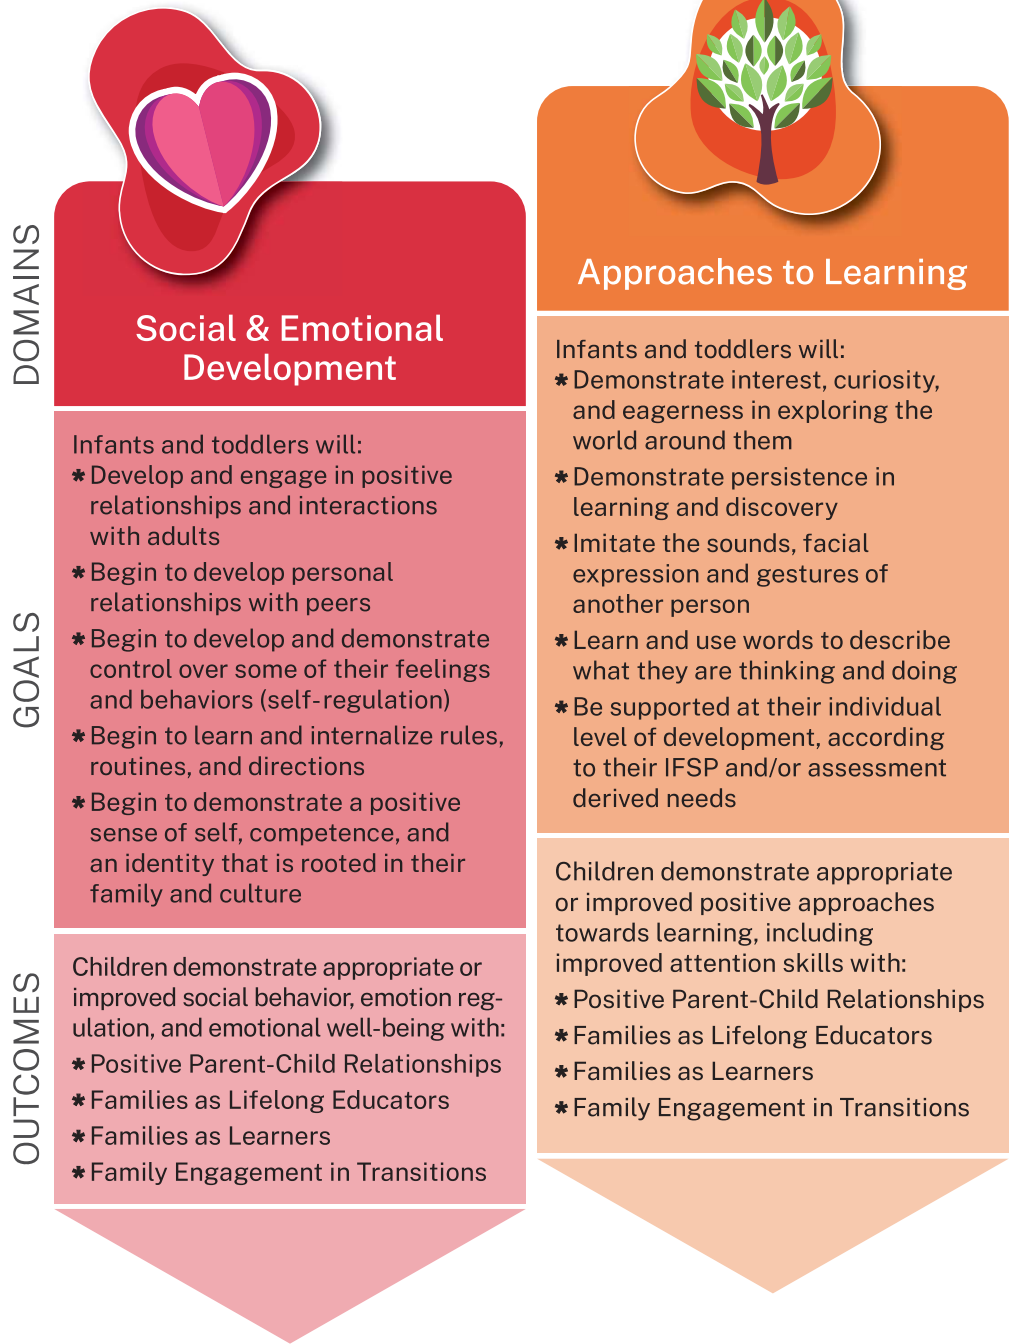 DOMAINS
GOALS
OUTCOMES
Social & Emotional
Development
Infants and toddlers will:
* Develop and engage in positive
relationships and interactions
with adults
* Begin to develop personal
relationships with peers
* Begin to develop and demonstrate
control over some of their feelings
and behaviors (self-regulation)
* Begin to learn and internalize rules,
routines, and directions
* Begin to demonstrate a positive
sense of self, competence, and
an identity that is rooted in their
family and culture
Children demonstrate appropriate or
improved social behavior, emotion reg-
ulation, and emotional well-being with:
* Positive Parent-Child Relationships
* Families as Lifelong Educators
* Families as Learners
* Family Engagement in Transitions
Approaches to Learning
Infants and toddlers will:
* Demonstrate interest, curiosity,
and eagerness in exploring the
world around them
* Demonstrate persistence in
learning and discovery
* Imitate the sounds, facial
expression and gestures of
another person
* Learn and use words to describe
what they are thinking and doing
* Be supported at their individual
level of development, according
to their IFSP and/or assessment
derived needs
Children demonstrate appropriate
or improved positive approaches
towards learning, including
improved attention skills with:
* Positive Parent-Child Relationships
* Families as Lifelong Educators
* Families as Learners
* Family Engagement in Transitions